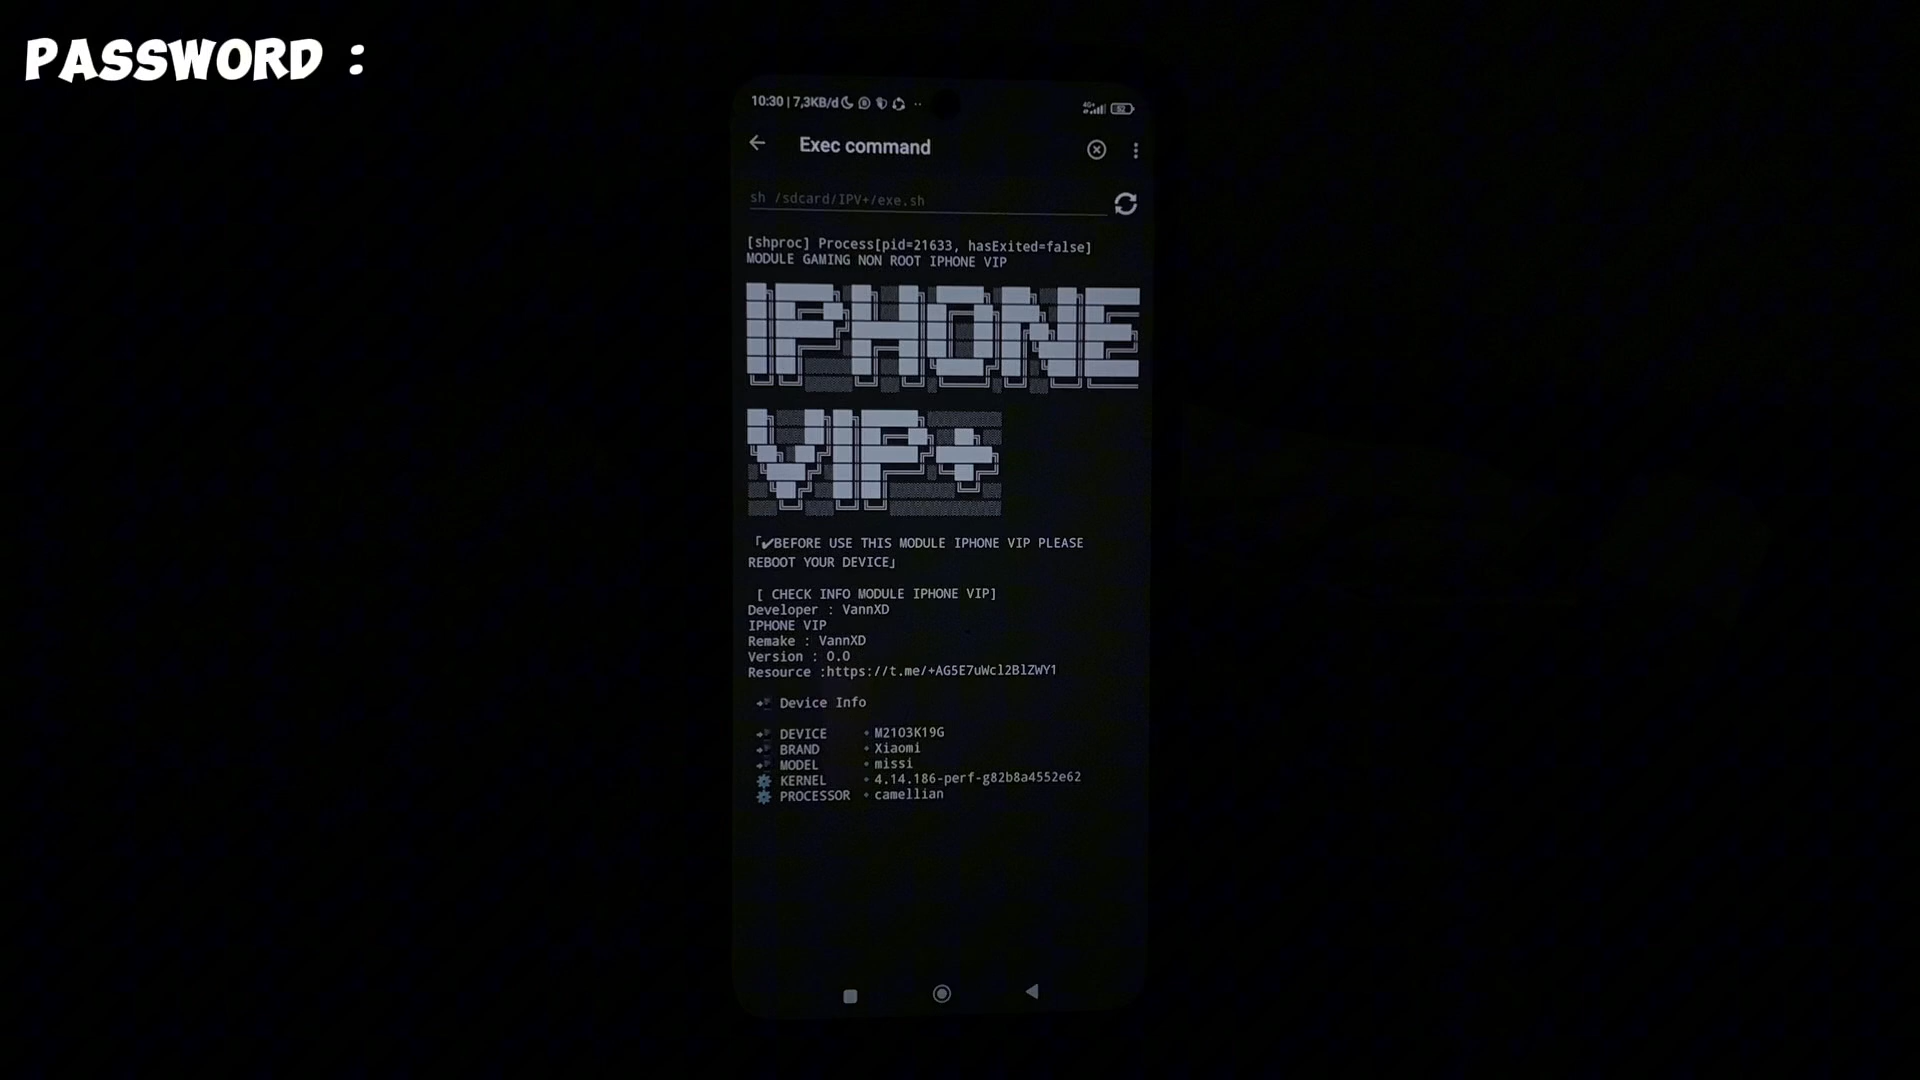 PASSWORD :
10:30 | 7,3KB/d
4G+
52
Exec command
sh /sdcard/IPV+/exe.sh
[shproc] Process[pid=21633, hasExited=false]
MODULE GAMING NON ROOT IPHONE VIP
IPHONE
VIP+
「✔BEFORE USE THIS MODULE IPHONE VIP PLEASE
REBOOT YOUR DEVICE」
[ CHECK INFO MODULE IPHONE VIP]
Developer : VannXD
IPHONE VIP
Remake : VannXD
Version : 0.0
Resource :https://t.me/+AG5E7uWcl2BlZWY1
📲 Device Info
📲 DEVICE • M2103K19G
📲 BRAND • Xiaomi
📲 MODEL • missi
⚙ KERNEL • 4.14.186-perf-g82b8a4552e62
⚙ PROCESSOR • camellian